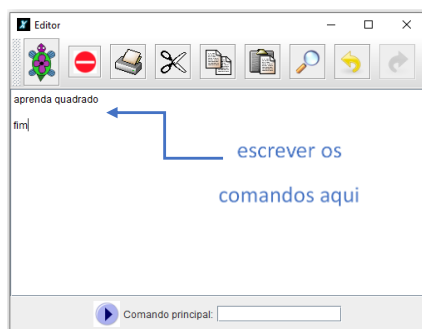 Editor
aprenda quadrado
fim
escrever os
comandos aqui
Comando principal: